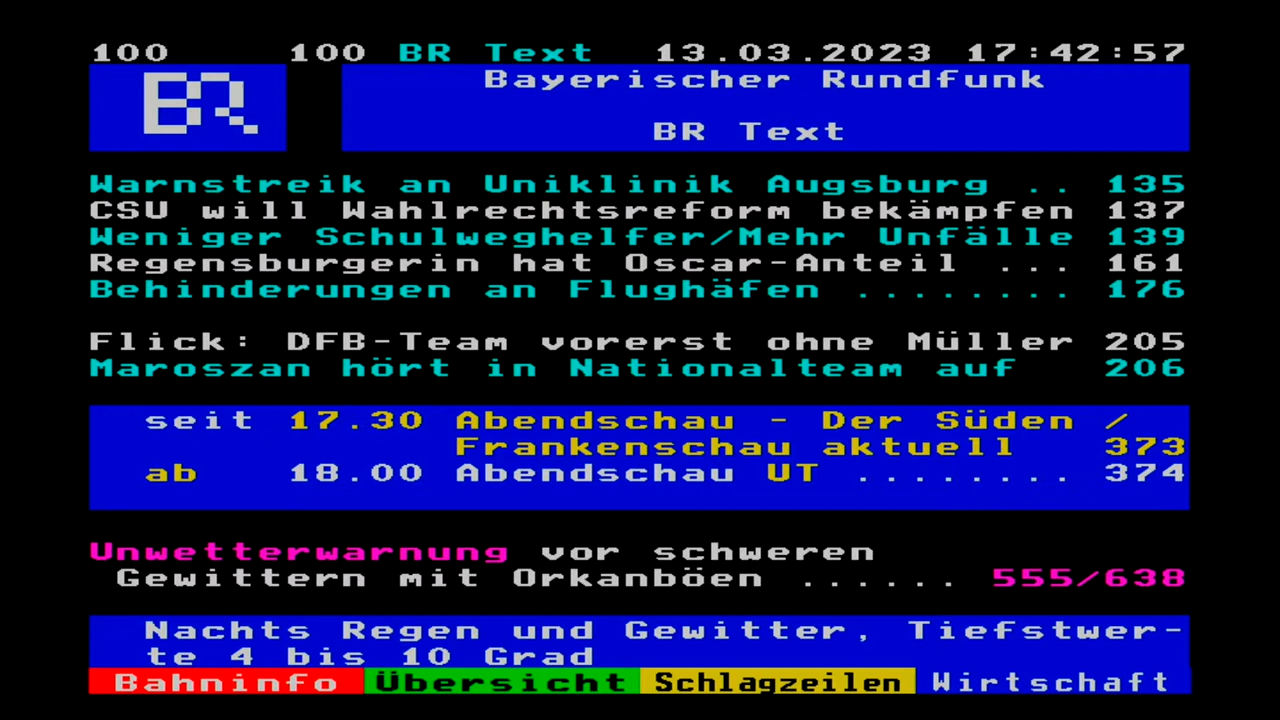 100 100 BR Text 13.03.2023 17:42:57
BR Bayerischer Rundfunk
BR Text
Warnstreik an Uniklinik Augsburg .. 135
CSU will Wahlrechtsreform bekämpfen 137
Weniger Schulweghelfer/Mehr Unfälle 139
Regensburgerin hat Oscar-Anteil ... 161
Behinderungen an Flughäfen ........ 176
Flick: DFB-Team vorerst ohne Müller 205
Maroszan hört in Nationalteam auf 206
seit 17.30 Abendschau - Der Süden /
Frankenschau aktuell 373
ab 18.00 Abendschau UT ........ 374
Unwetterwarnung vor schweren
Gewittern mit Orkanböen ...... 555/638
Nachts Regen und Gewitter, Tiefstwer-
te 4 bis 10 Grad
Bahninfo Übersicht Schlagzeilen Wirtschaft